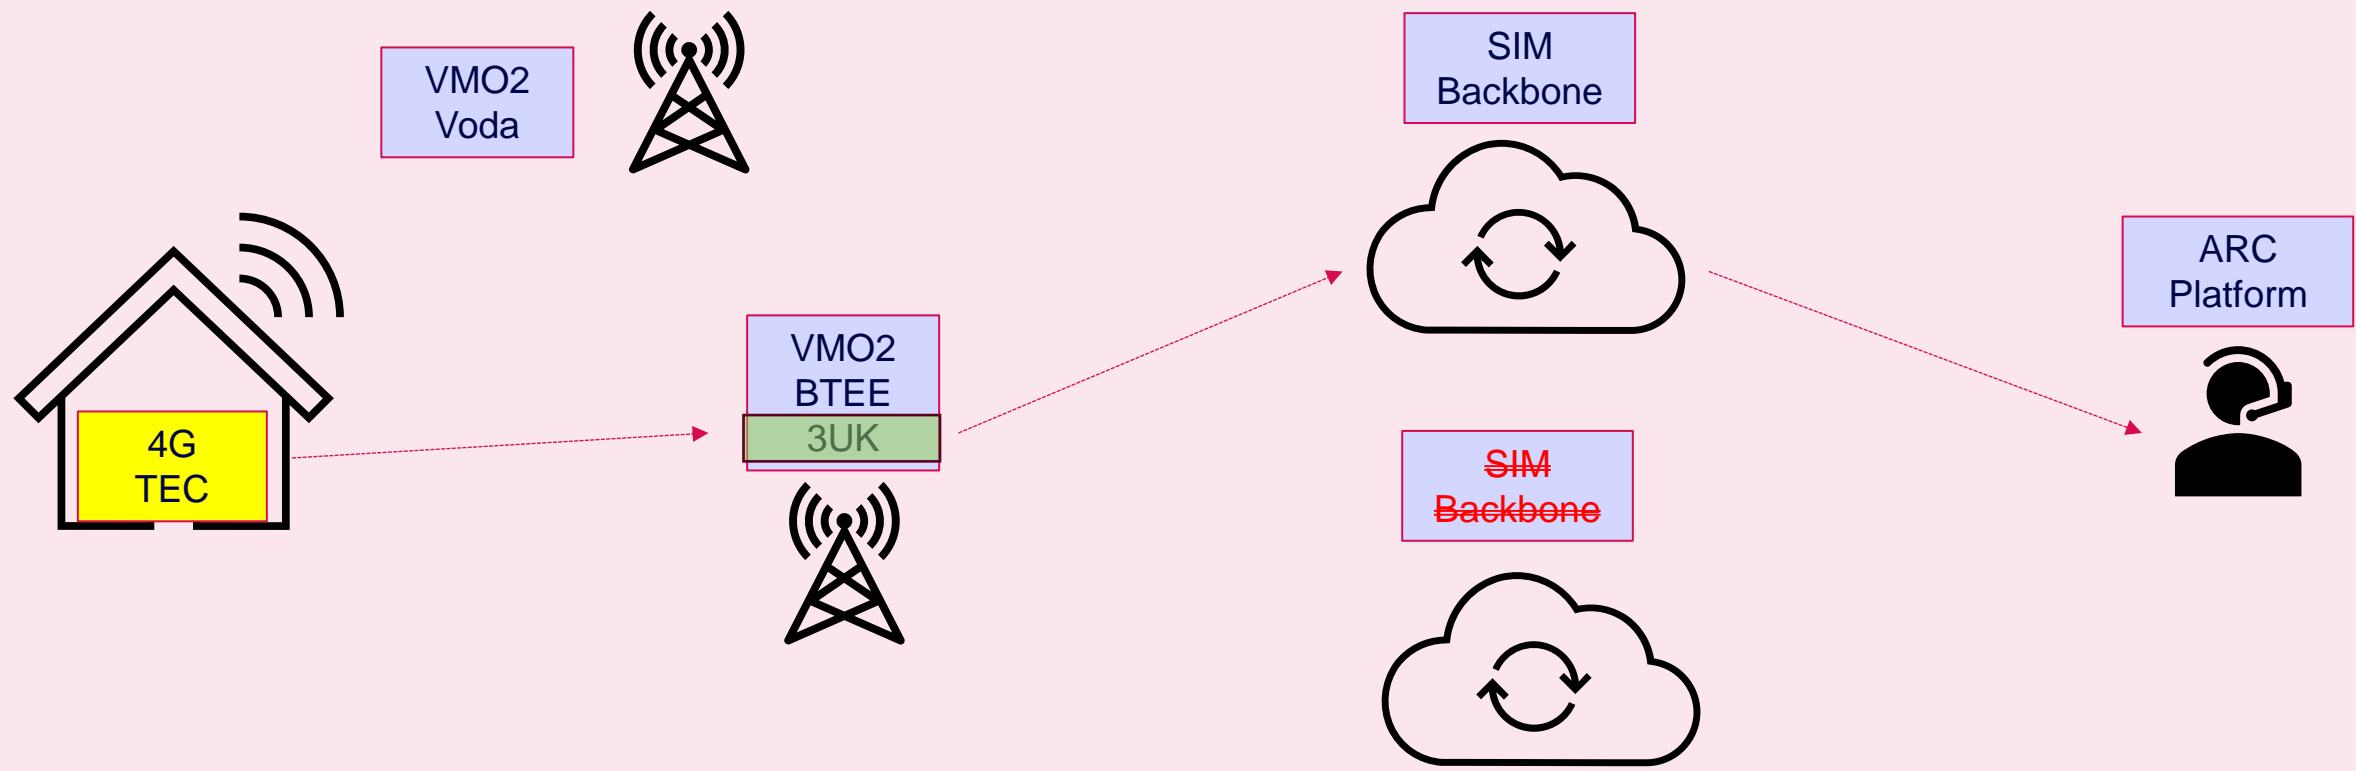 VMO2
Voda
SIM
Backbone
ARC
Platform
VMO2
BTEE
3UK
4G
TEC
SIM
Backbone